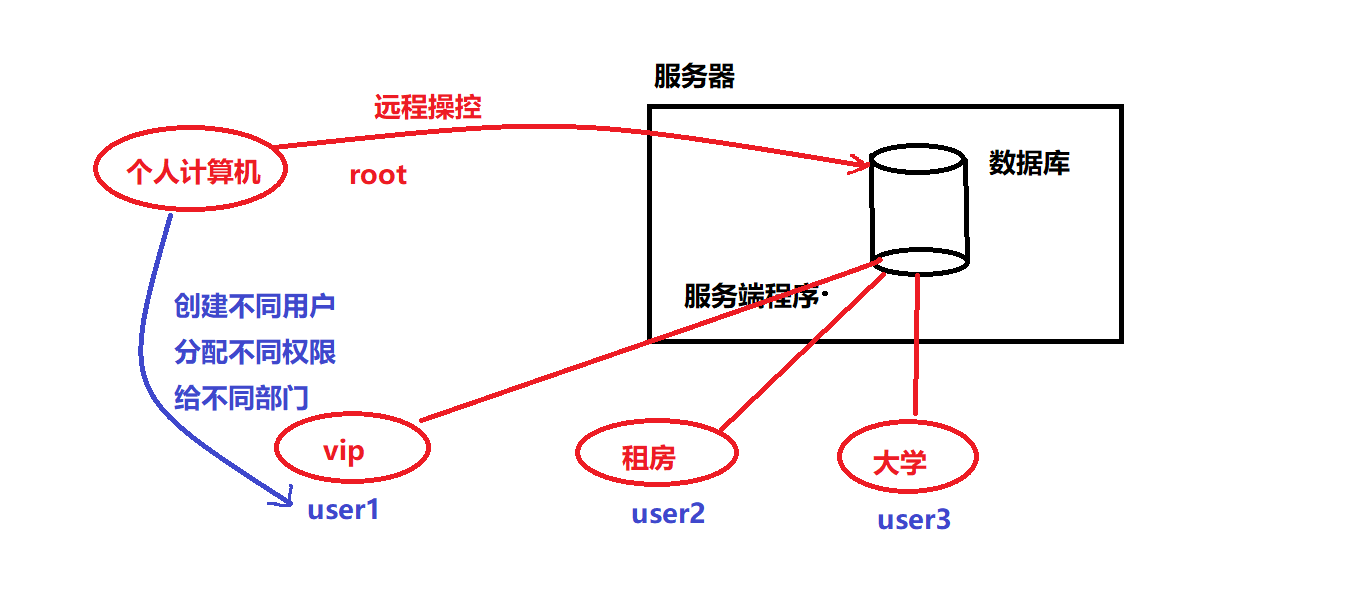 服务器
远程操控
个人计算机
root
数据库
服务端程序
创建不同用户
分配不同权限
给不同部门
vip
租房
大学
user1
user2
user3